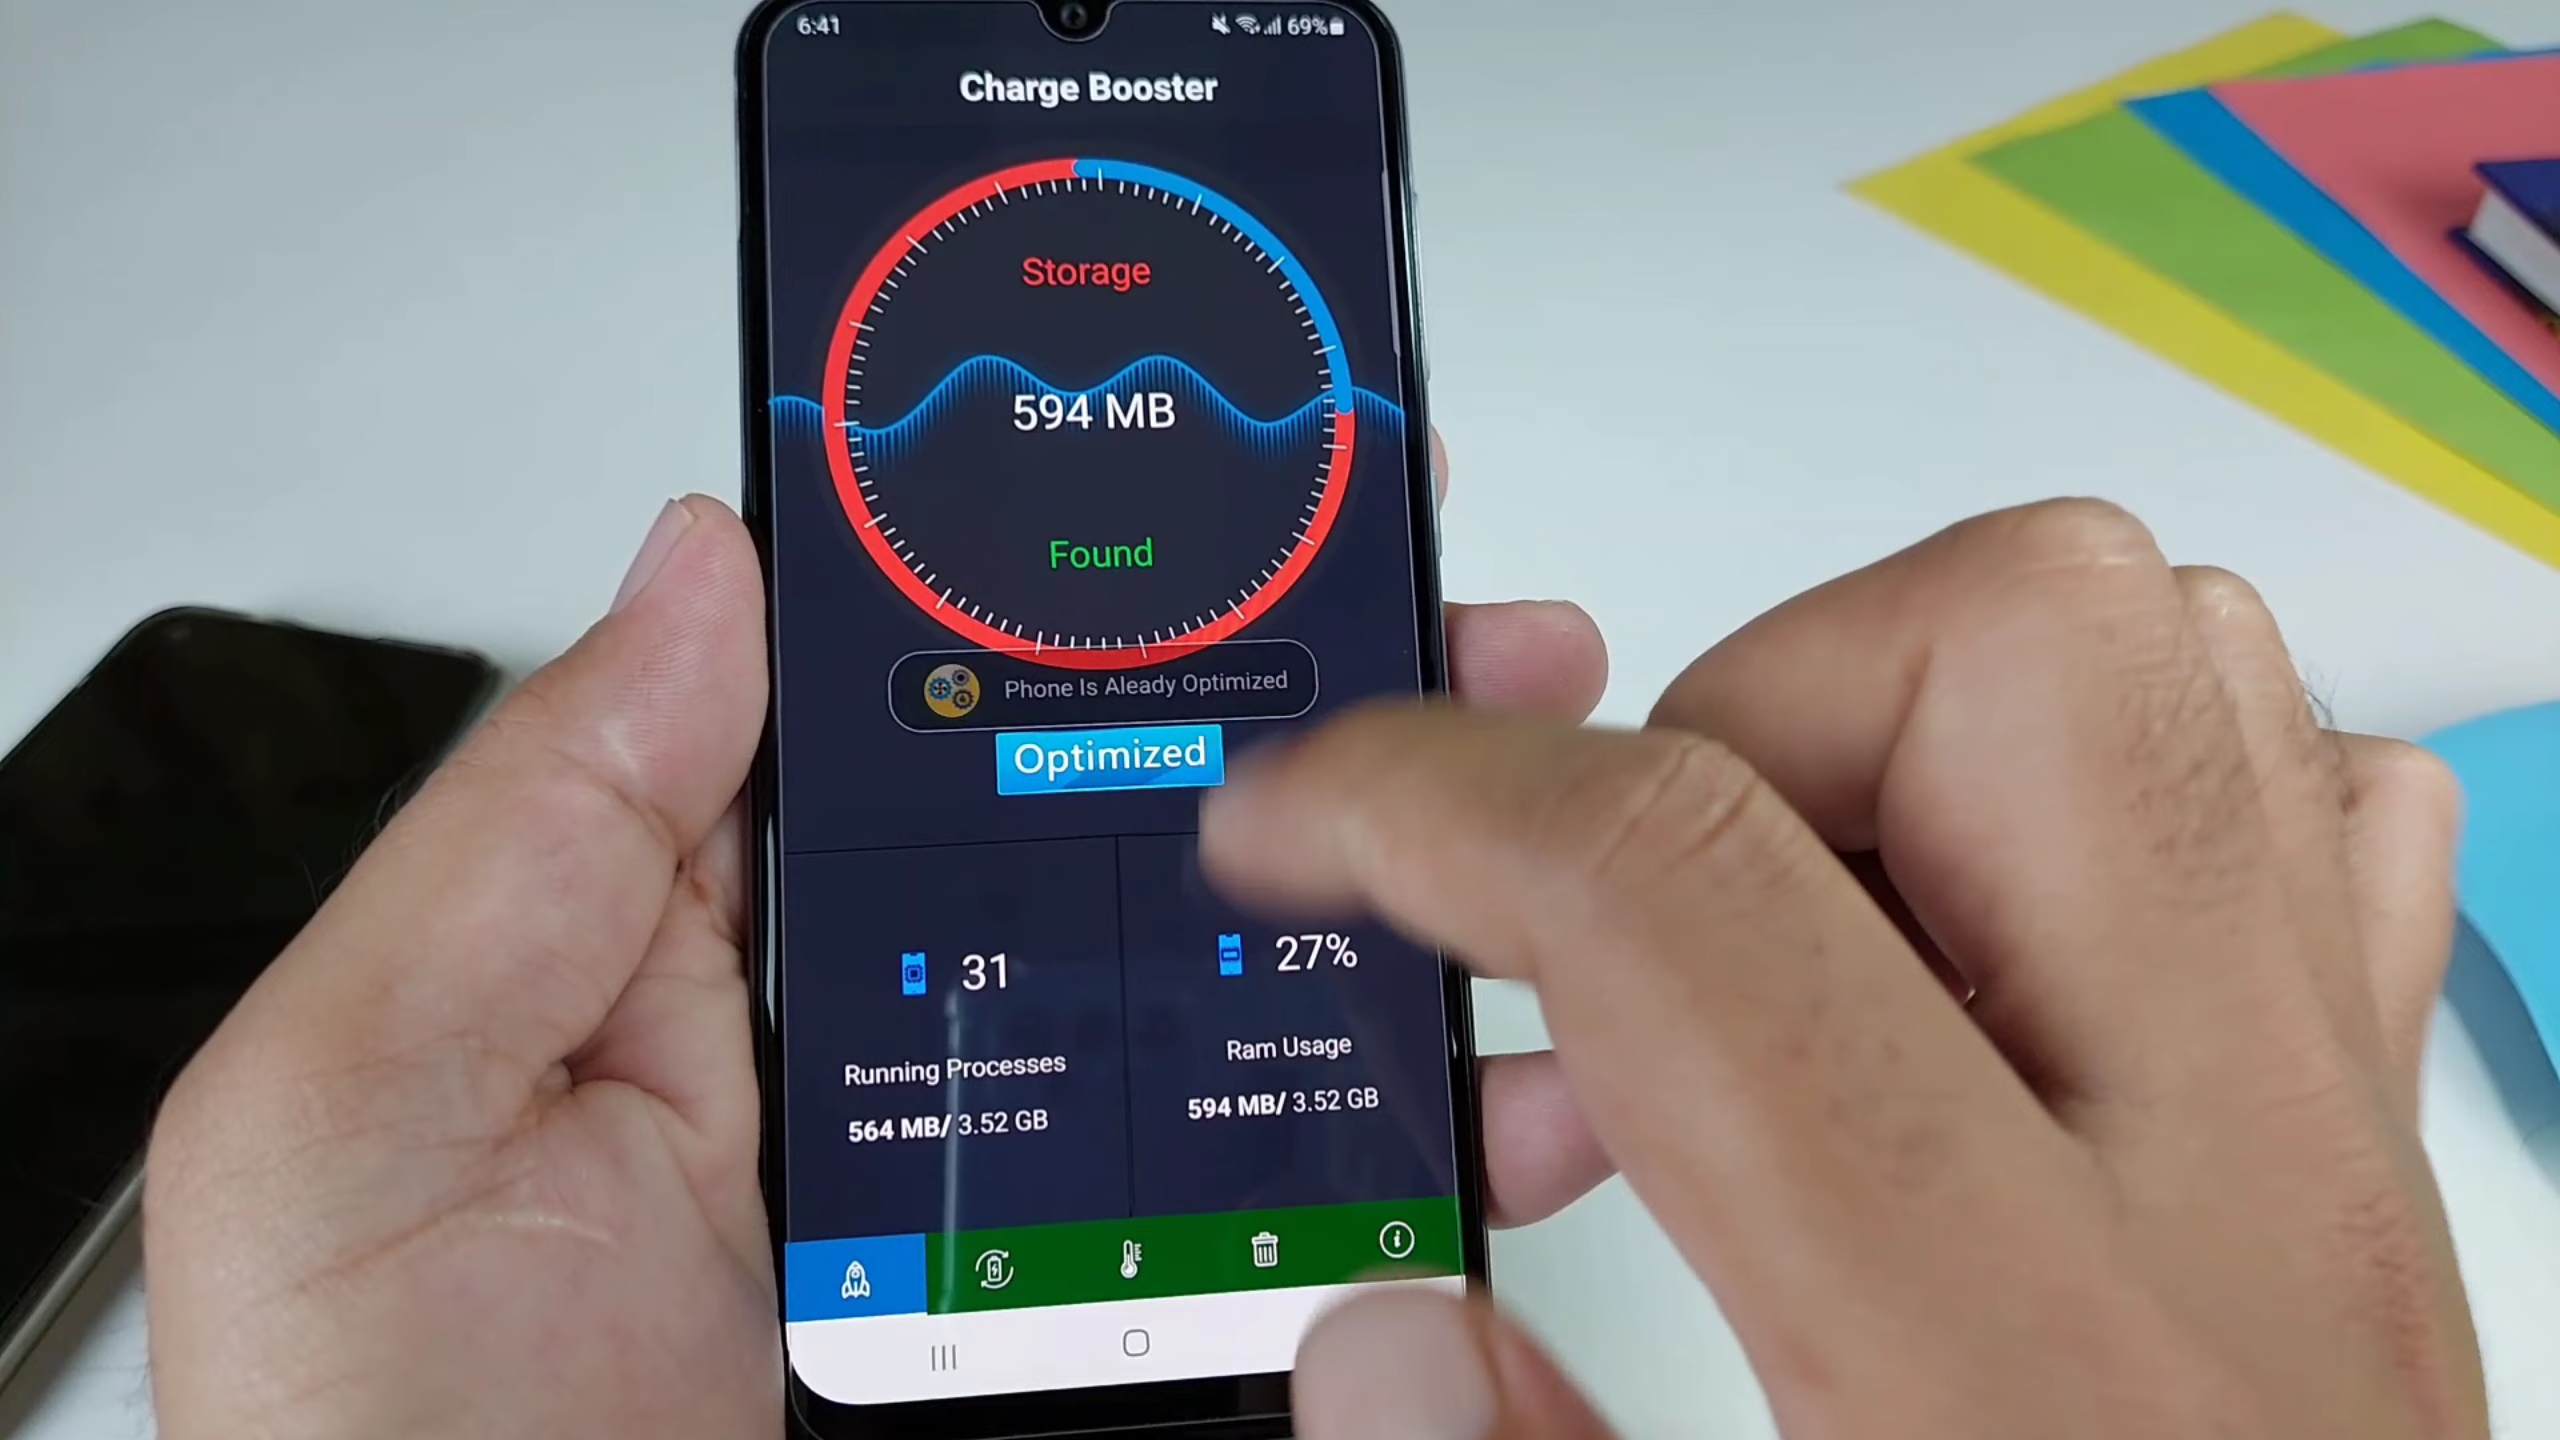 6:41
69%
Charge Booster
Storage
594 MB
Found
Phone Is Aleady Optimized
Optimized
31
27%
Running Processes
Ram Usage
564 MB/ 3.52 GB
594 MB/ 3.52 GB